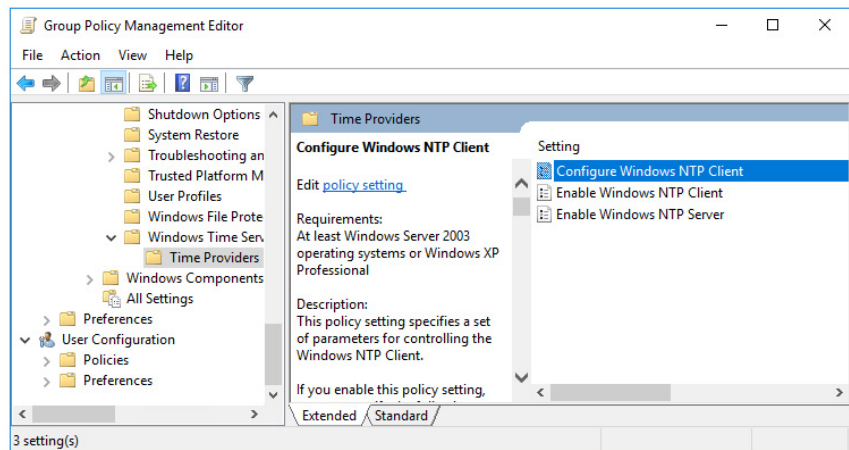 Group Policy Management Editor
File Action View Help
Shutdown Options
System Restore
Troubleshooting an
Trusted Platform M
User Profiles
Windows File Prote
Windows Time Serv
Time Providers
Windows Components
All Settings
Preferences
User Configuration
Policies
Preferences
Time Providers
Configure Windows NTP Client
Edit policy setting
Requirements:
At least Windows Server 2003
operating systems or Windows XP
Professional
Description:
This policy setting specifies a set
of parameters for controlling the
Windows NTP Client.
If you enable this policy setting,
Setting
Configure Windows NTP Client
Enable Windows NTP Client
Enable Windows NTP Server
Extended Standard
3 setting(s)